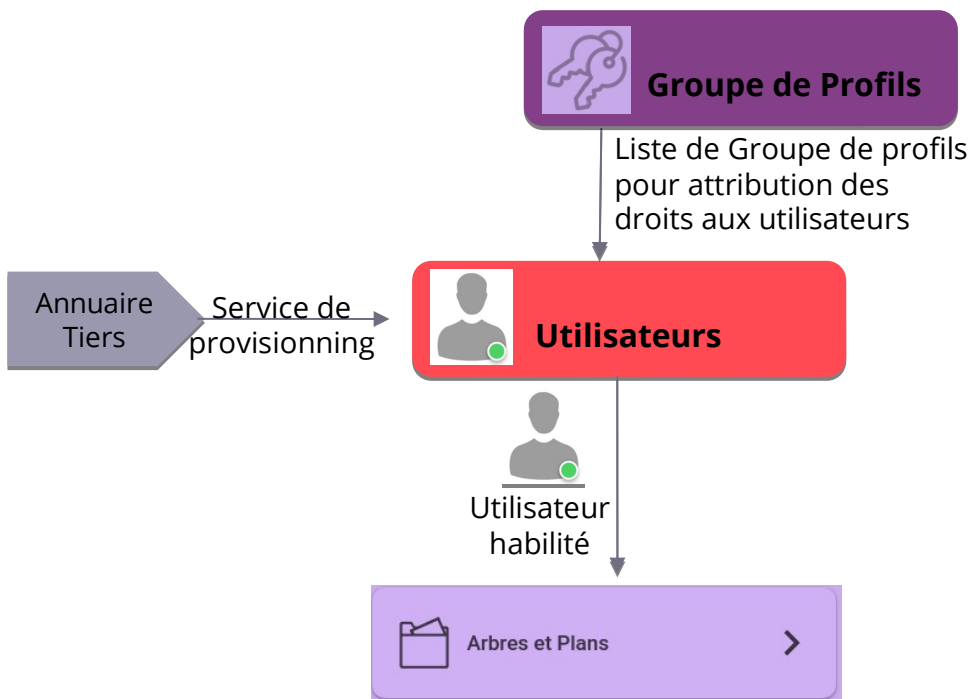 Groupe de Profils
Liste de Groupe de profils
pour attribution des
droits aux utilisateurs
Annuaire
Tiers
Service de
provisionning
Utilisateurs
Utilisateur
habilité
Arbres et Plans